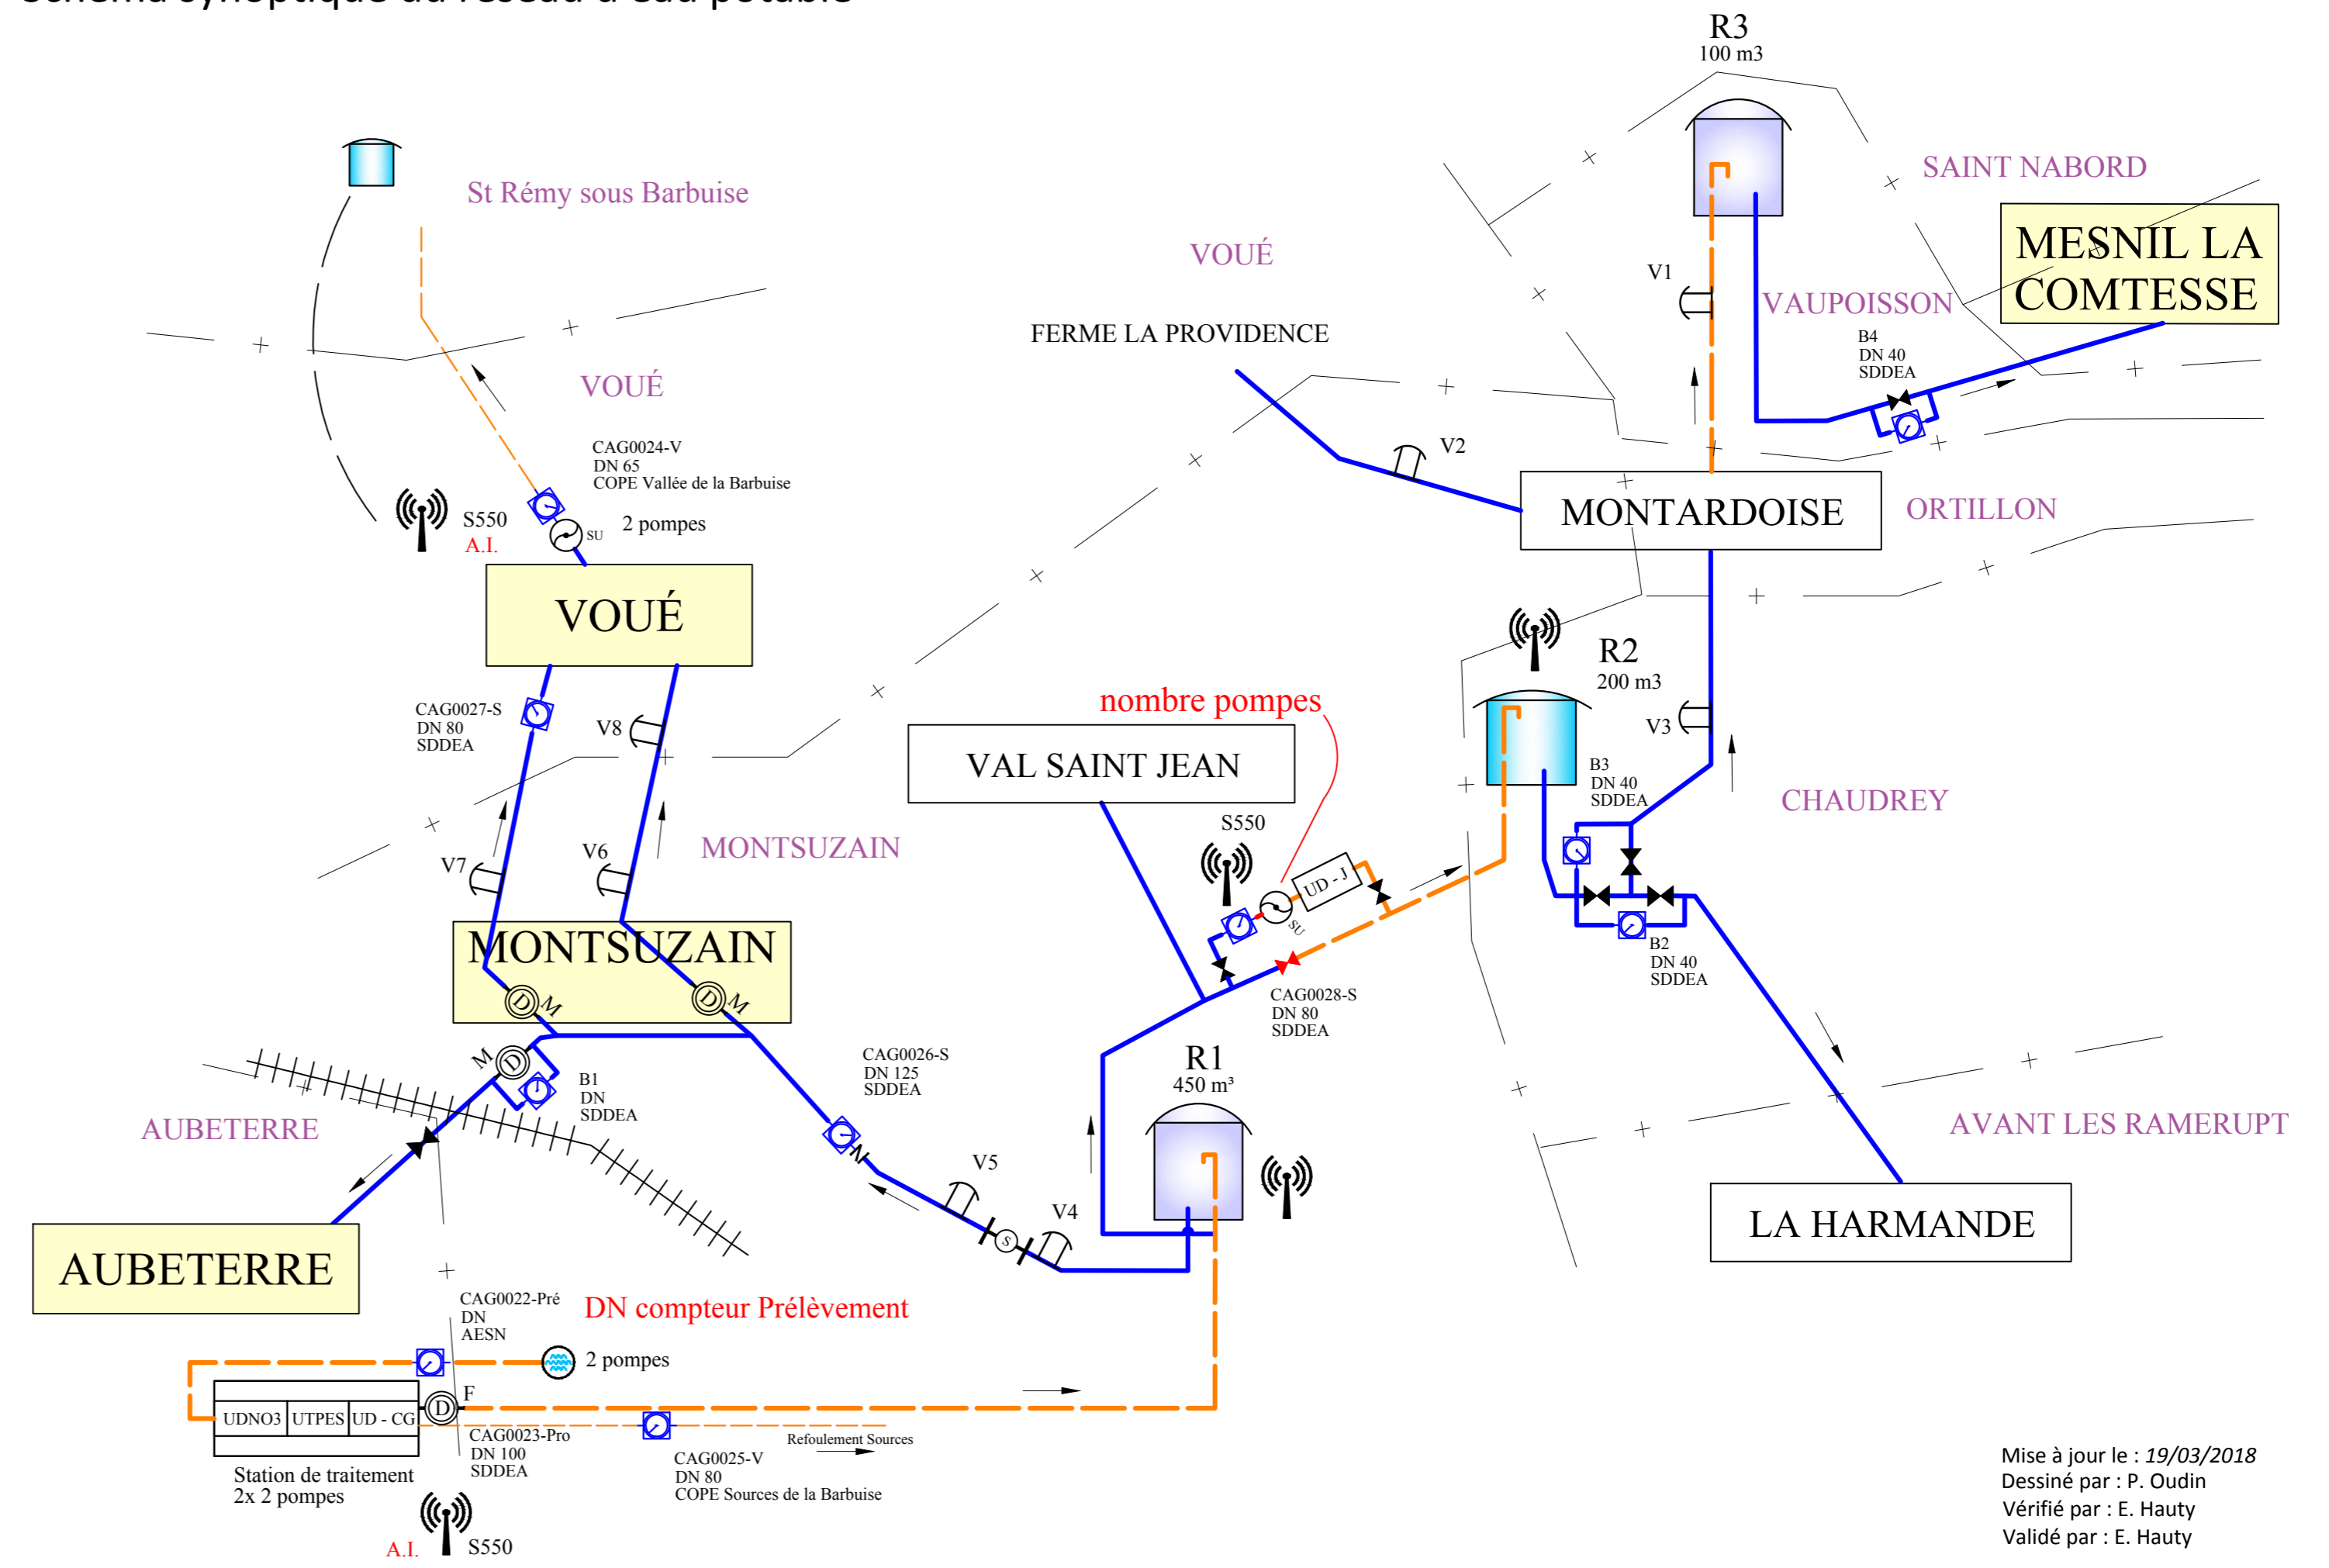 Schéma synoptique du réseau d'eau potable
R3
100 m3
SAINT NABORD
St Rémy sous Barbuise
MESNIL LA
COMTESSE
VOUÉ
V1
VAUPOISSON
FERME LA PROVIDENCE
B4
DN 40
SDDEA
VOUÉ
CAG0024-V
DN 65
COPE Vallée de la Barbuise
V2
S550
A.I.
SU
2 pompes
MONTARDOISE
ORTILLON
VOUÉ
R2
200 m3
CAG0027-S
DN 80
SDDEA
V8
nombre pompes
V3
VAL SAINT JEAN
B3
DN 40
SDDEA
CHAUDREY
S550
V7
V6
MONTSUZAIN
UD - J
SU
MONTSUZAIN
B2
DN 40
SDDEA
D
M
D
M
CAG0028-S
DN 80
SDDEA
M
D
CAG0026-S
DN 125
SDDEA
R1
450 m³
B1
DN
SDDEA
AUBETERRE
AVANT LES RAMERUPT
V5
V4
S
LA HARMANDE
AUBETERRE
CAG0022-Pré
DN
AESN
DN compteur Prélèvement
2 pompes
UDNO3
UTPES
UD - CG
D
F
CAG0023-Pro
DN 100
SDDEA
Refoulement Sources
CAG0025-V
DN 80
COPE Sources de la Barbuise
Station de traitement
2x 2 pompes
A.I.
S550
Mise à jour le : 19/03/2018
Dessiné par : P. Oudin
Vérifié par : E. Hauty
Validé par : E. Hauty